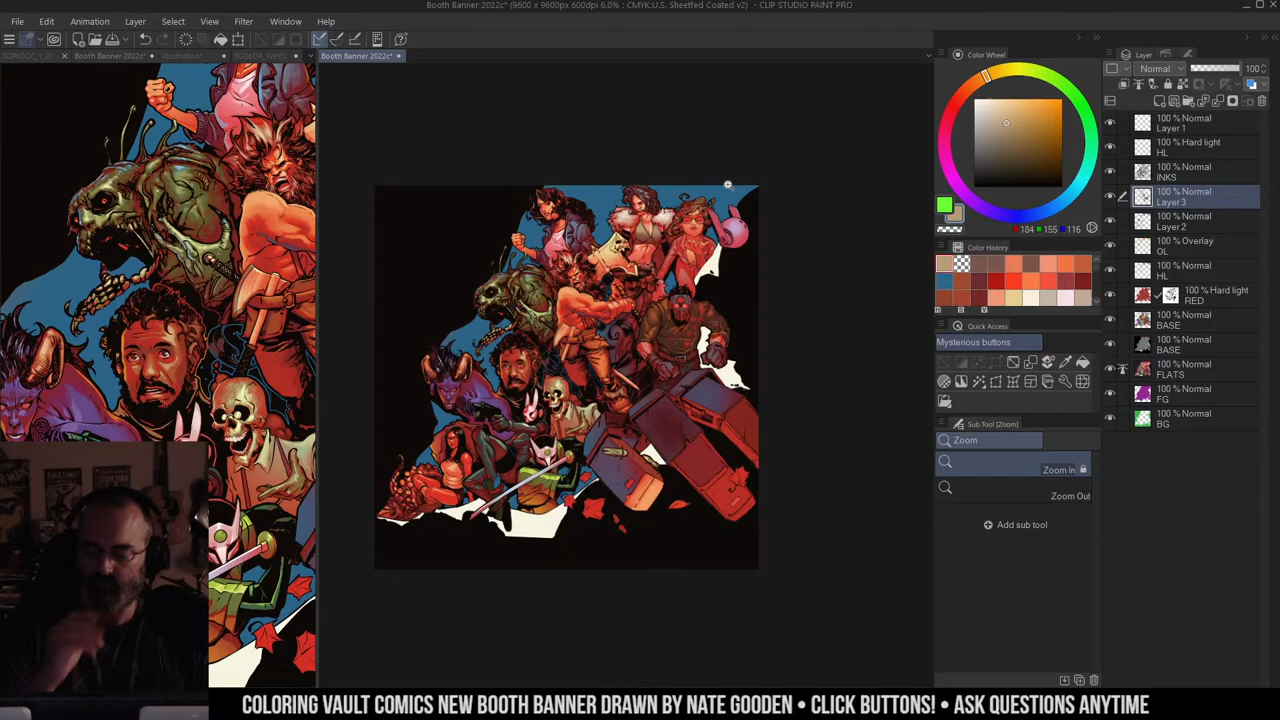 Booth Banner 2022c* (9600 x 9600px 600dpi 6.0% : CMYK:U.S. Sheetfed Coated v2) - CLIP STUDIO PAINT PRO
File Edit Animation Layer Select View Filter Window Help
Booth Banner 2022c* Illustration* Booth Banner 2022c*
Color Wheel
184 155 116
Color History
H S V
Quick Access
Mysterious buttons
Sub Tool [Zoom]
Zoom
Zoom In
Zoom Out
Add sub tool
Layer
Normal 100
100 % Normal
Layer 1
100 % Hard light
HL
100 % Normal
INKS
100 % Normal
Layer 3
100 % Normal
Layer 2
100 % Overlay
OL
100 % Normal
HL
100 % Hard light
RED
100 % Normal
BASE
100 % Normal
BASE
100 % Normal
FLATS
100 % Normal
FG
100 % Normal
BG
COLORING VAULT COMICS NEW BOOTH BANNER DRAWN BY NATE GOODEN • CLICK BUTTONS! • ASK QUESTIONS ANYTIME